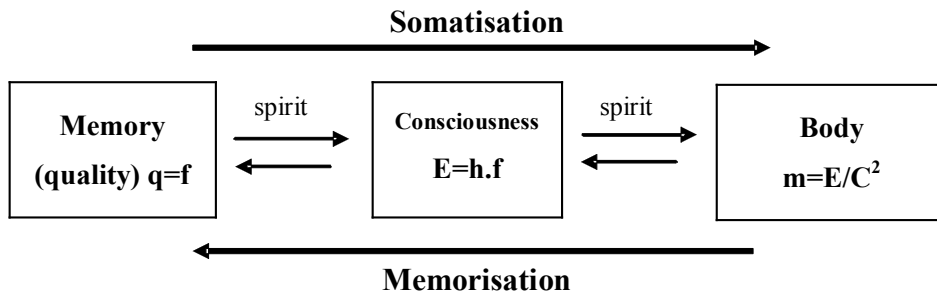 Somatisation
spirit
spirit
Memory
(quality) q=f
Consciousness
E=h.f
Body
m=E/C²
Memorisation